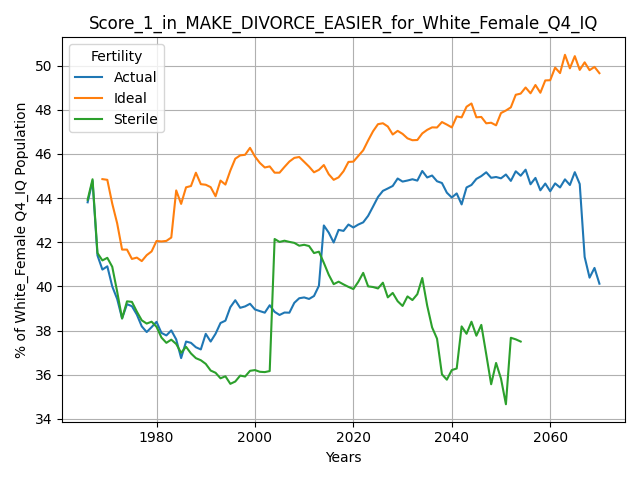 Score_1_in_MAKE_DIVORCE_EASIER_for_White_Female_Q4_IQ
Fertility
Actual
Ideal
Sterile
% of White_Female Q4_IQ Population
50
48
46
44
42
40
38
36
34
1980
2000
2020
2040
2060
Years